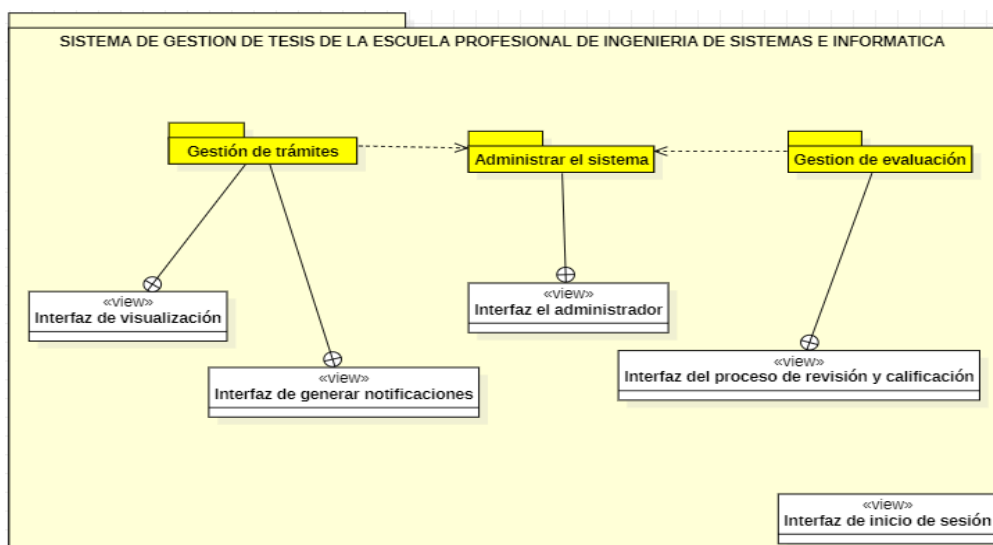 SISTEMA DE GESTION DE TESIS DE LA ESCUELA PROFESIONAL DE INGENIERIA DE SISTEMAS E INFORMATICA
Gestión de trámites
Administrar el sistema
Gestion de evaluación
«view»
Interfaz de visualización
«view»
Interfaz el administrador
«view»
Interfaz de generar notificaciones
«view»
Interfaz del proceso de revisión y calificación
«view»
Interfaz de inicio de sesión